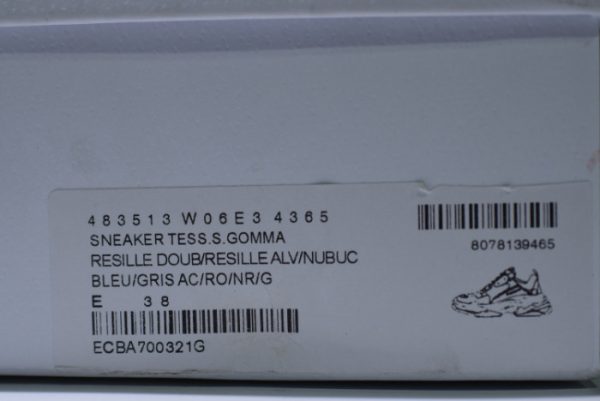 483513 W06E3 4365
SNEAKER TESS.S.GOMMA
RESILLE DOUB/RESILLE ALV/NUBUC
BLEU/GRIS AC/RO/NR/G
E 38
ECBA700321G
8078139465